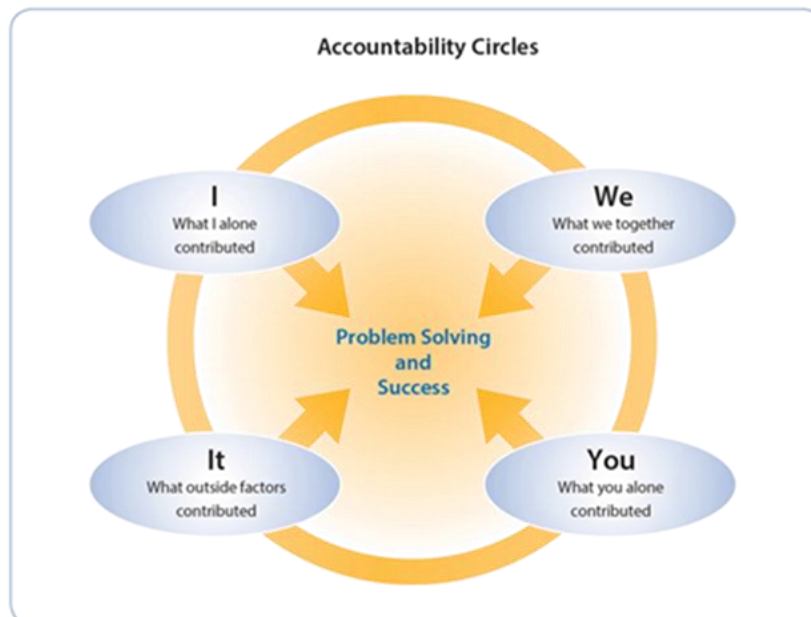 Accountability Circles
I
What I alone
contributed
We
What we together
contributed
Problem Solving
and
Success
It
What outside factors
contributed
You
What you alone
contributed